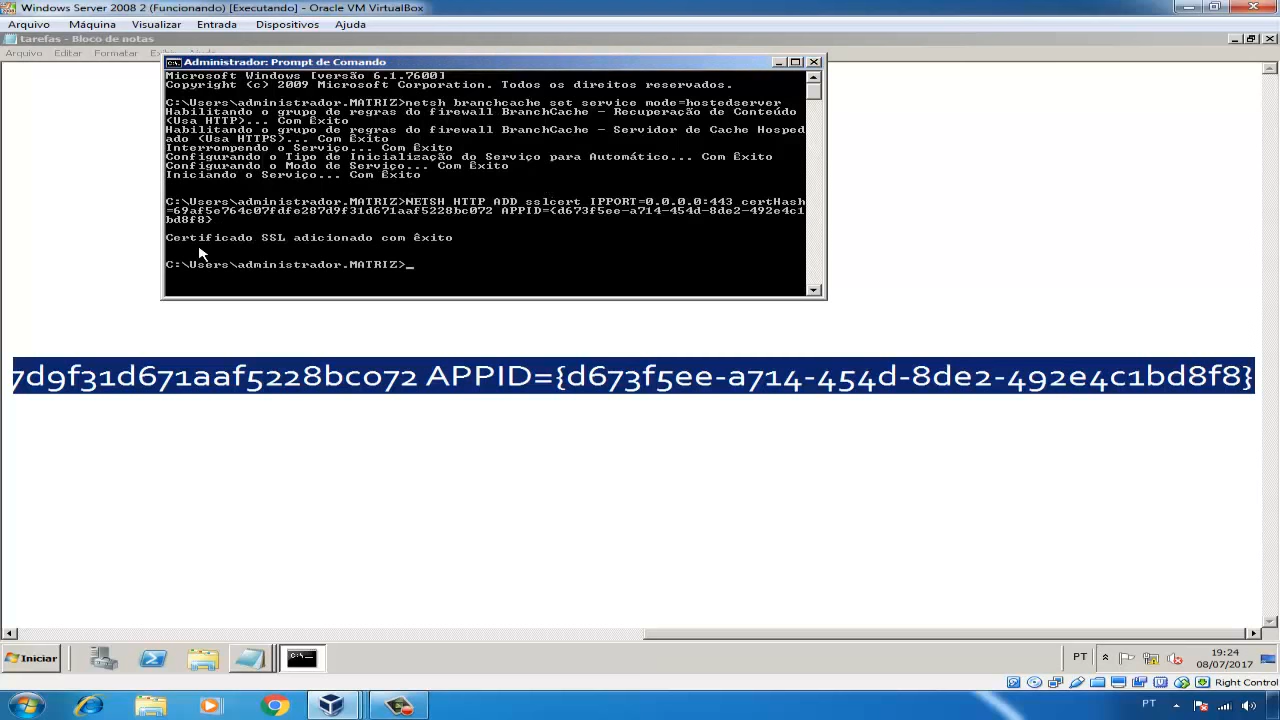 Windows Server 2008 2 (Funcionando) [Executando] - Oracle VM VirtualBox
Arquivo Máquina Visualizar Entrada Dispositivos Ajuda
tarefas - Bloco de notas
Arquivo Editar Formatar
Administrador: Prompt de Comando
Microsoft Windows [versão 6.1.7600]
Copyright (c) 2009 Microsoft Corporation. Todos os direitos reservados.
C:\Users\administrador.MATRIZ>netsh branchcache set service mode=hostedserver
Habilitando o grupo de regras do firewall BranchCache - Recuperação de Conteúdo
(Usa HTTP)... Com Êxito
Habilitando o grupo de regras do firewall BranchCache - Servidor de Cache Hosped
ado (Usa HTTPS)... Com Êxito
Interrompendo o Serviço... Com Êxito
Configurando o Tipo de Inicialização do Serviço para Automático... Com Êxito
Configurando o Modo de Serviço... Com Êxito
Iniciando o Serviço... Com Êxito
C:\Users\administrador.MATRIZ>NETSH HTTP ADD sslcert IPPORT=0.0.0.0:443 certHash
=69af5e764c07fdfe287d9f31d671aaf5228bc072 APPID={d673f5ee-a714-454d-8de2-492e4c1
bd8f8}
Certificado SSL adicionado com êxito
C:\Users\administrador.MATRIZ>_
7d9f31d671aaf5228bc072 APPID={d673f5ee-a714-454d-8de2-492e4c1bd8f8}
Iniciar
PT
19:24
08/07/2017
Right Control
PT